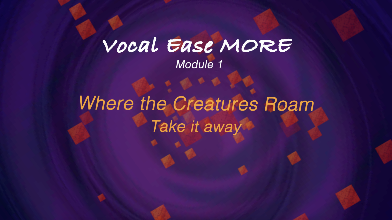 Vocal Ease MORE
Module 1
Where the Creatures Roam
Take it away